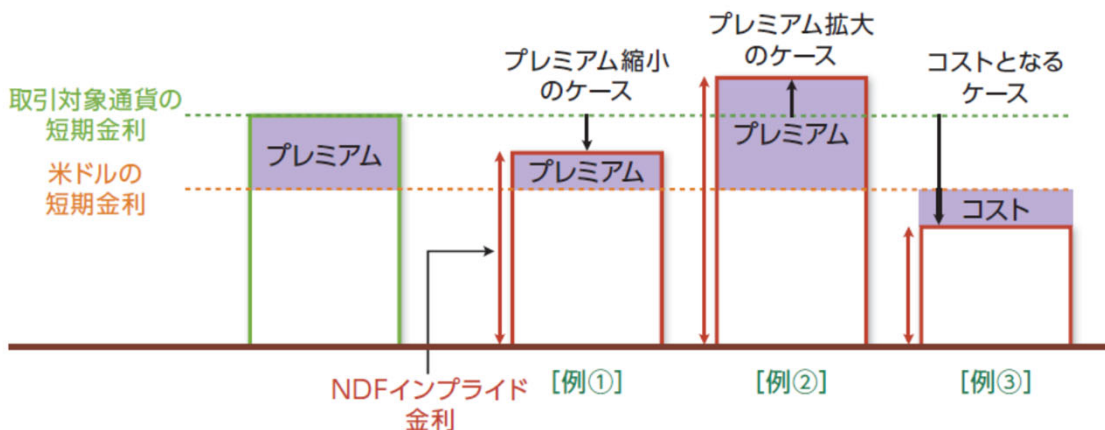 プレミアム縮小
のケース
プレミアム拡大
のケース
コストとなる
ケース
取引対象通貨の
短期金利
米ドルの
短期金利
プレミアム
プレミアム
プレミアム
コスト
NDFインプライド
金利
[例①]
[例②]
[例③]